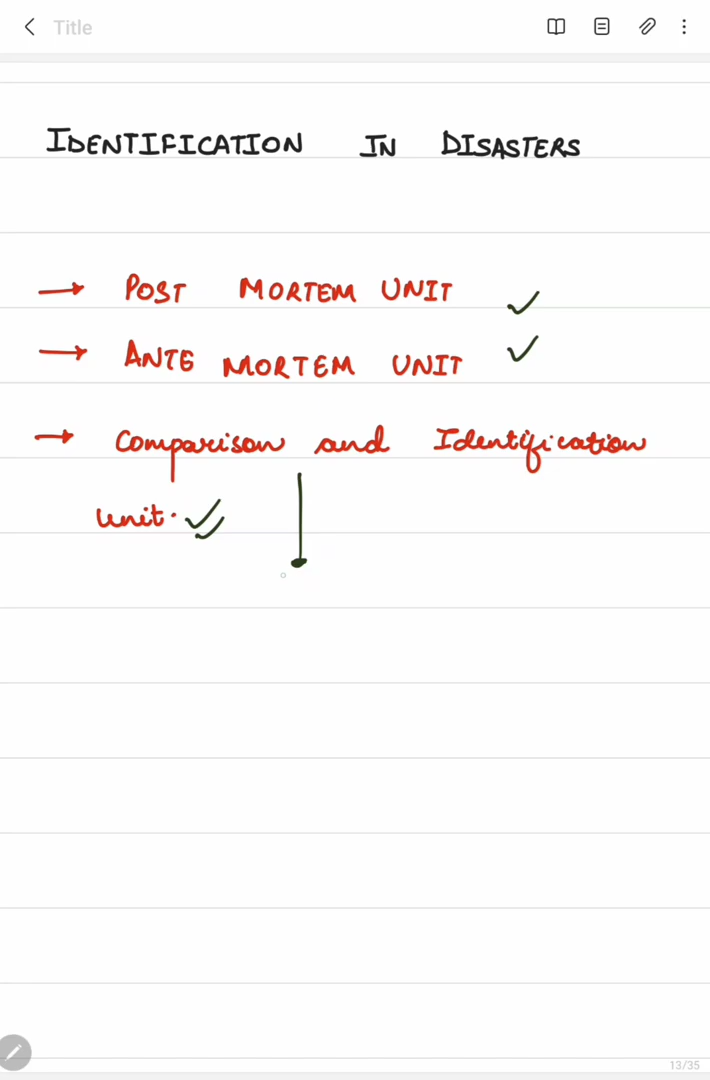 Title
IDENTIFICATION IN DISASTERS
→ POST MORTEM UNIT ✓
→ ANTE MORTEM UNIT ✓
→ Comparison and Identification
unit.
13/35